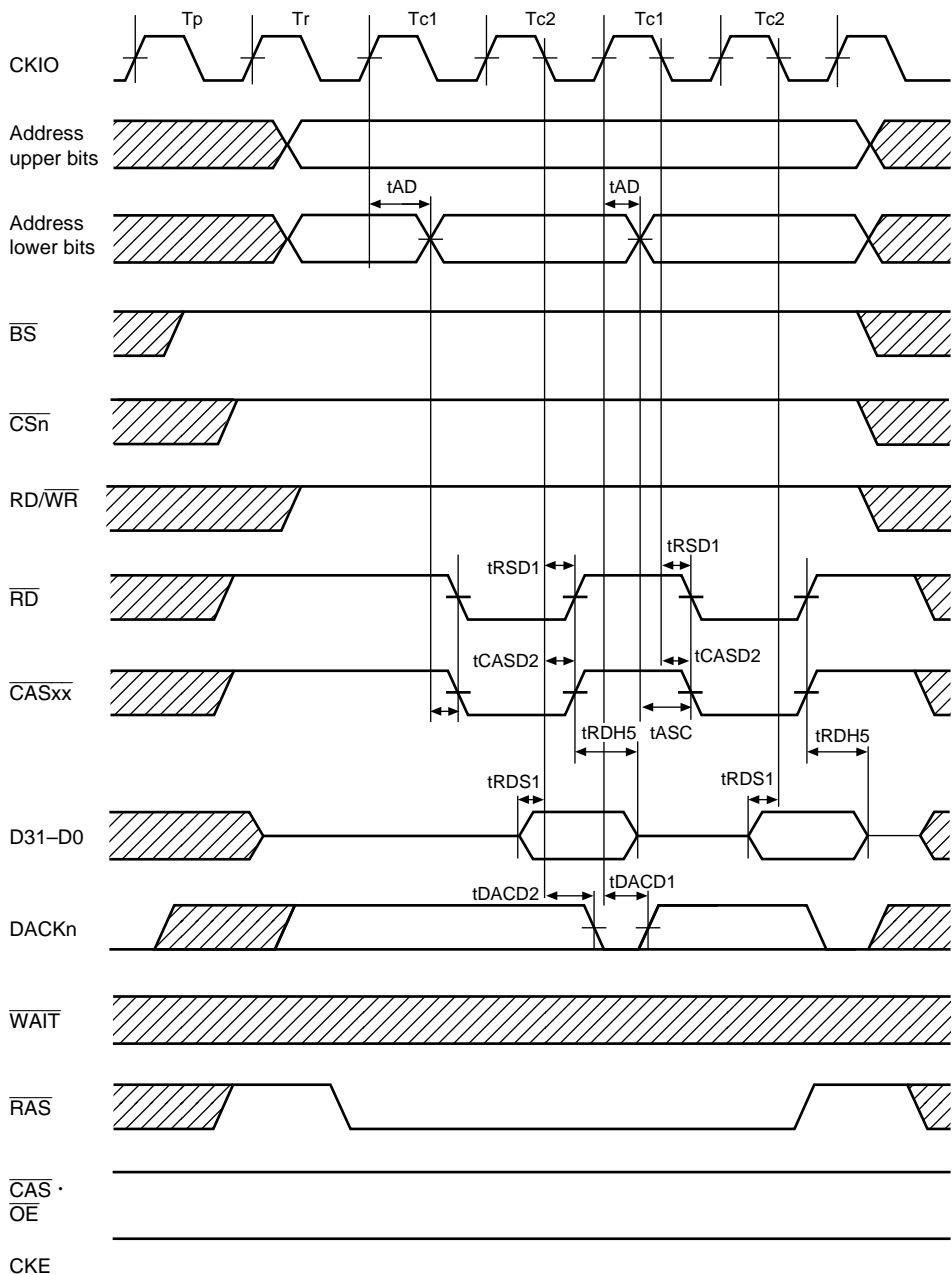 Tp Tr Tc1 Tc2 Tc1 Tc2
CKIO
Address
upper bits
tAD tAD
Address
lower bits
BS
CSn
RD/WR
tRSD1 tRSD1
RD
tCASD2 tCASD2
CASxx
tRDH5 tASC tRDH5
tRDS1 tRDS1
D31–D0
tDACD2 tDACD1
DACKn
WAIT
RAS
CAS ·
OE
CKE